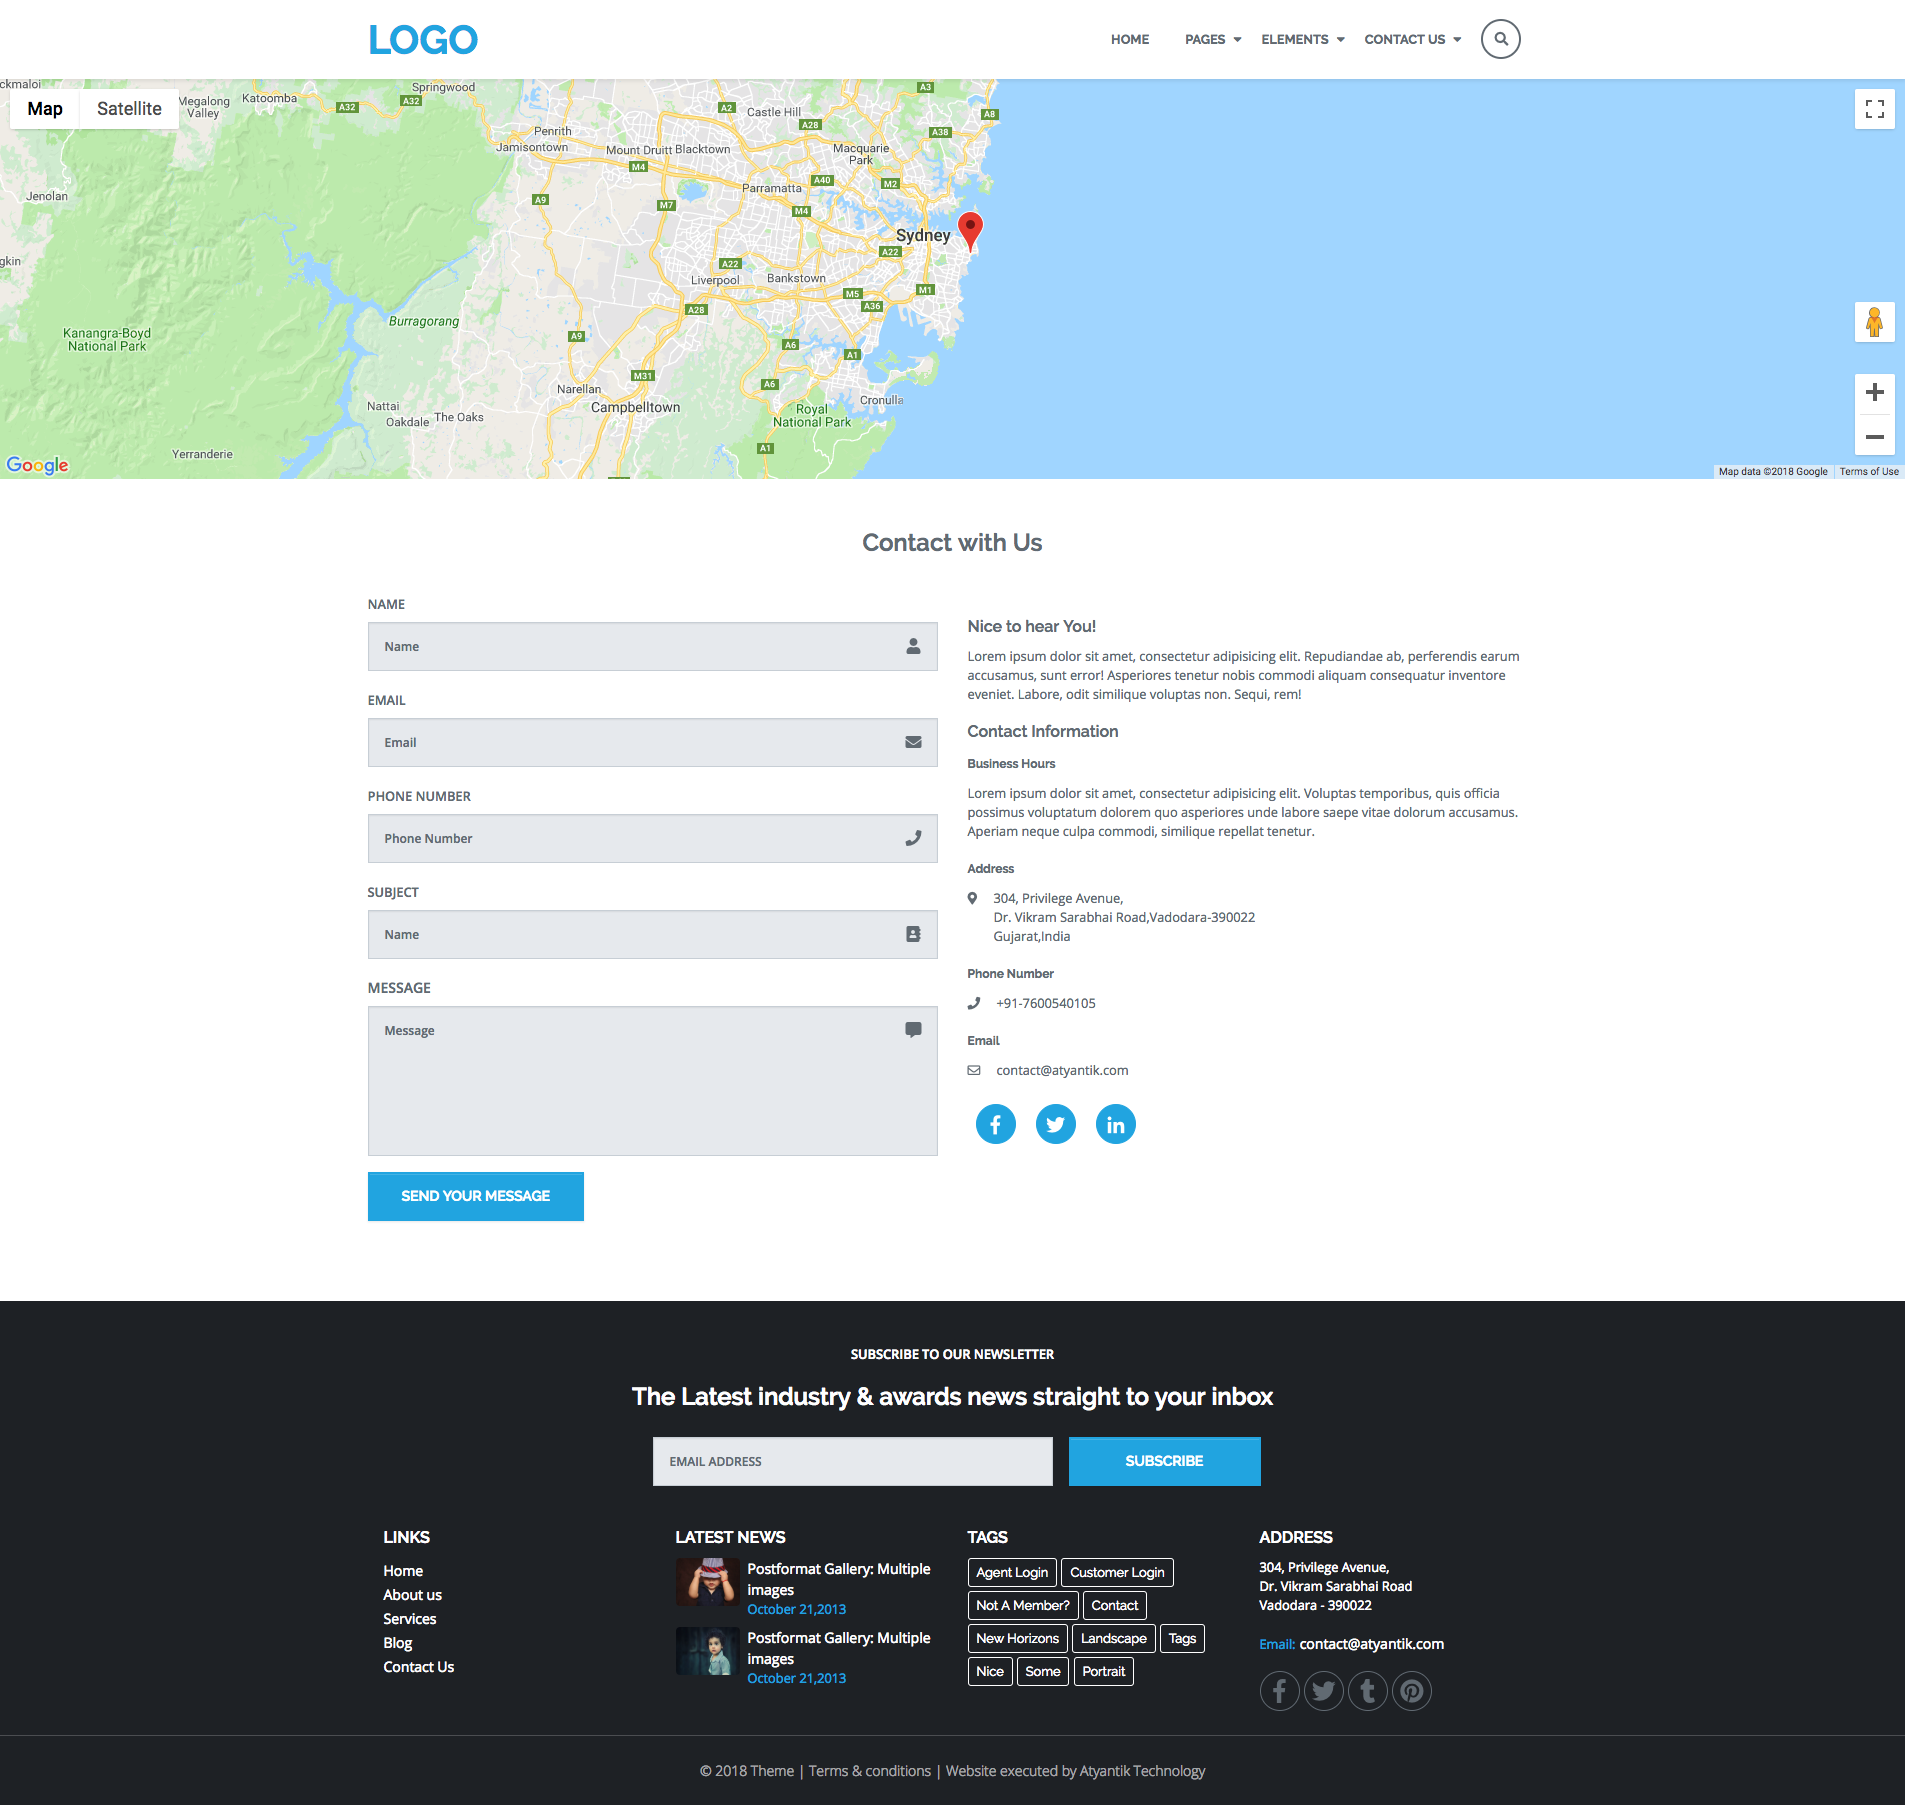 LOGO
HOME
PAGES
ELEMENTS
CONTACT US
ckmaloi
Map
Satellite
Megalong
Valley
Katoomba
A32
A32
Springwood
Penrith
Jamisontown
Mount Druitt
Blacktown
M4
A2
Castle Hill
A28
A3
A8
A38
Macquarie
Park
Jenolan
A9
M7
Parramatta
A40
M2
M4
Sydney
A22
gkin
A22
Liverpool
Bankstown
M5
M1
A36
A28
Burragorang
Kanangra-Boyd
National Park
A9
A6
A1
M31
A6
Narellan
Campbelltown
Cronulla
Nattai
Oakdale
The Oaks
Royal
National Park
A1
Yerranderie
Google
Map data ©2018 Google
Terms of Use
Contact with Us
NAME
Name
EMAIL
Email
PHONE NUMBER
Phone Number
SUBJECT
Name
MESSAGE
Message
SEND YOUR MESSAGE
Nice to hear You!
Lorem ipsum dolor sit amet, consectetur adipisicing elit. Repudiandae ab, perferendis earum
accusamus, sunt error! Asperiores tenetur nobis commodi aliquam consequatur inventore
eveniet. Labore, odit similique voluptas non. Sequi, rem!
Contact Information
Business Hours
Lorem ipsum dolor sit amet, consectetur adipisicing elit. Voluptas temporibus, quis officia
possimus voluptatum dolorem quo asperiores unde labore saepe vitae dolorum accusamus.
Aperiam neque culpa commodi, similique repellat tenetur.
Address
304, Privilege Avenue,
Dr. Vikram Sarabhai Road,Vadodara-390022
Gujarat,India
Phone Number
+91-7600540105
Email
contact@atyantik.com
SUBSCRIBE TO OUR NEWSLETTER
The Latest industry & awards news straight to your inbox
EMAIL ADDRESS
SUBSCRIBE
LINKS
Home
About us
Services
Blog
Contact Us
LATEST NEWS
Postformat Gallery: Multiple
images
October 21,2013
Postformat Gallery: Multiple
images
October 21,2013
TAGS
Agent Login
Customer Login
Not A Member?
Contact
New Horizons
Landscape
Tags
Nice
Some
Portrait
ADDRESS
304, Privilege Avenue,
Dr. Vikram Sarabhai Road
Vadodara - 390022
Email: contact@atyantik.com
© 2018 Theme | Terms & conditions | Website executed by Atyantik Technology